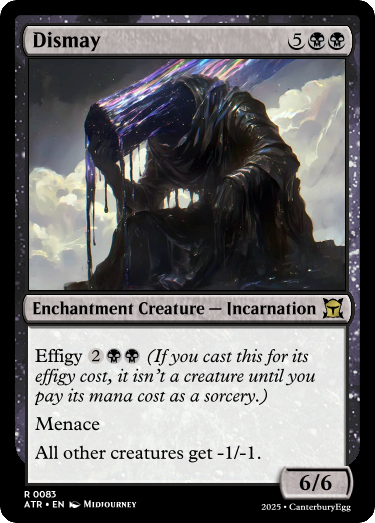 Dismay 5
Enchantment Creature — Incarnation
Effigy 2 (If you cast this for its
effigy cost, it isn't a creature until you
pay its mana cost as a sorcery.)
Menace
All other creatures get -1/-1.
6/6
R 0083
ATR • EN Midjourney
2025 • CanterburyEgg